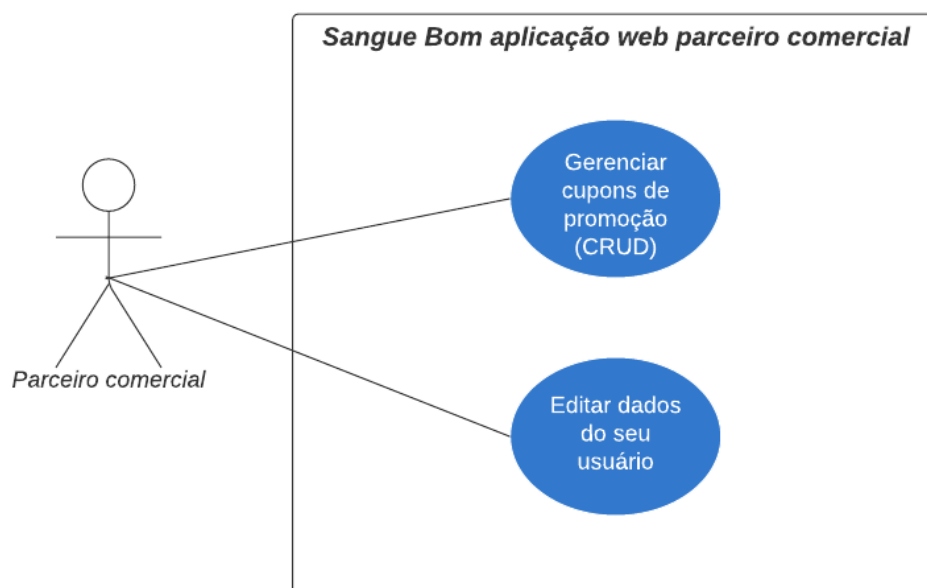 Sangue Bom aplicação web parceiro comercial
Gerenciar
cupons de
promoção
(CRUD)
Parceiro comercial
Editar dados
do seu
usuário